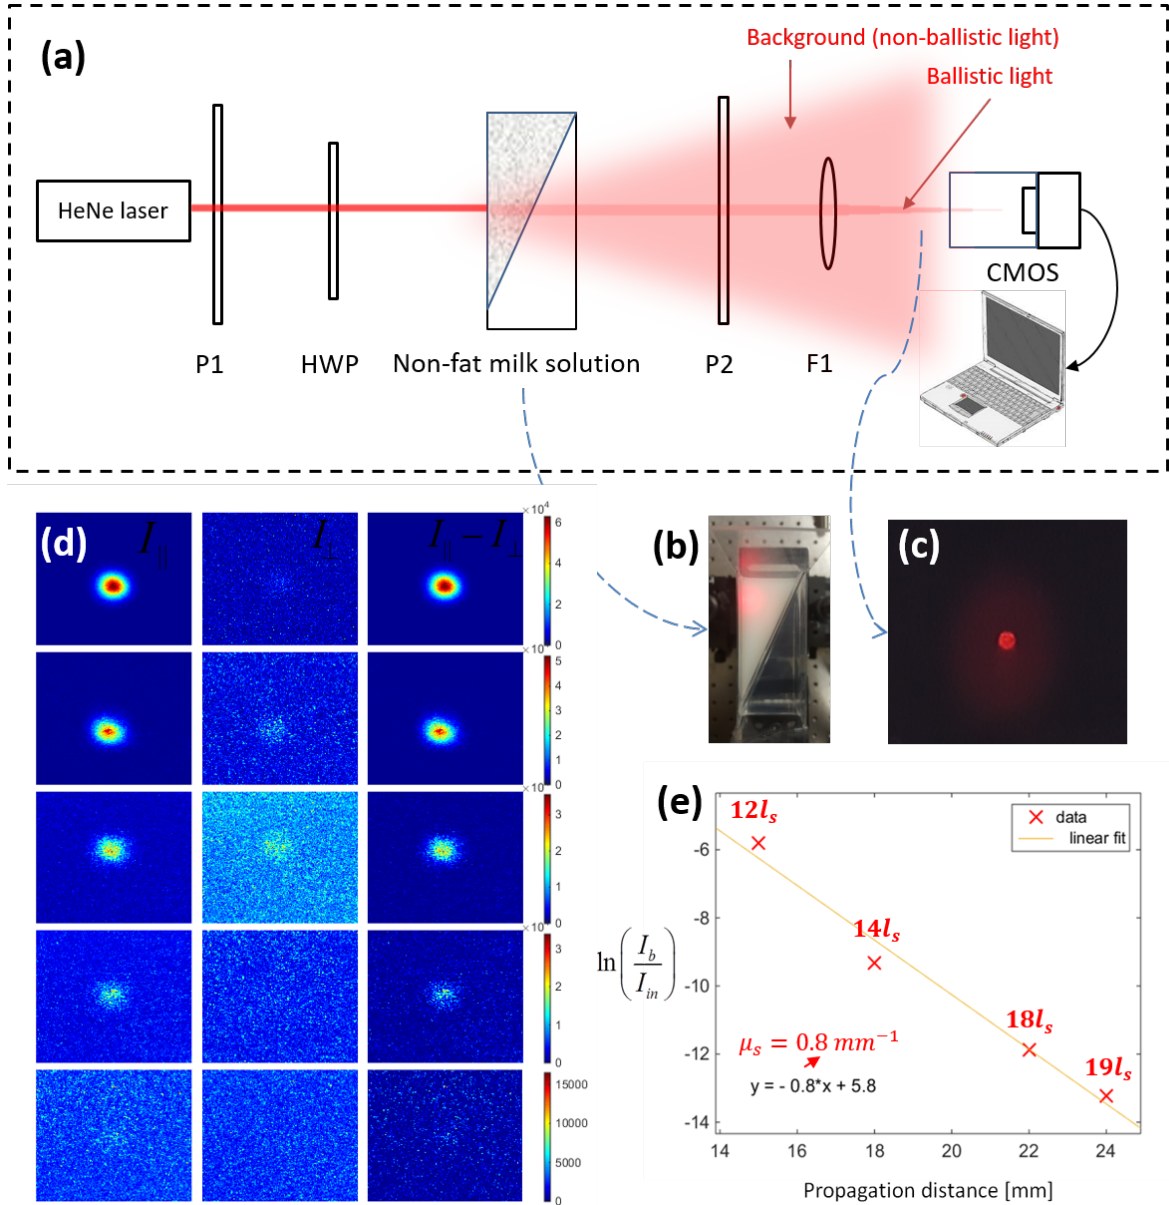 (a)
Background (non-ballistic light)
Ballistic light
HeNe laser
CMOS
P1
HWP
Non-fat milk solution
P2
F1
(d)
I∥
I⊥
I∥ − I⊥
×10⁴
6
4
2
0
×10
5
4
3
2
1
0
×10
3
2
1
0
×10
3
2
1
0
15000
10000
5000
0
(b)
(c)
(e)
12lₛ
14lₛ
18lₛ
19lₛ
data
linear fit
ln(I_b/I_in)
μₛ = 0.8 mm⁻¹
y = - 0.8*x + 5.8
-6
-8
-10
-12
-14
14
16
18
20
22
24
Propagation distance [mm]